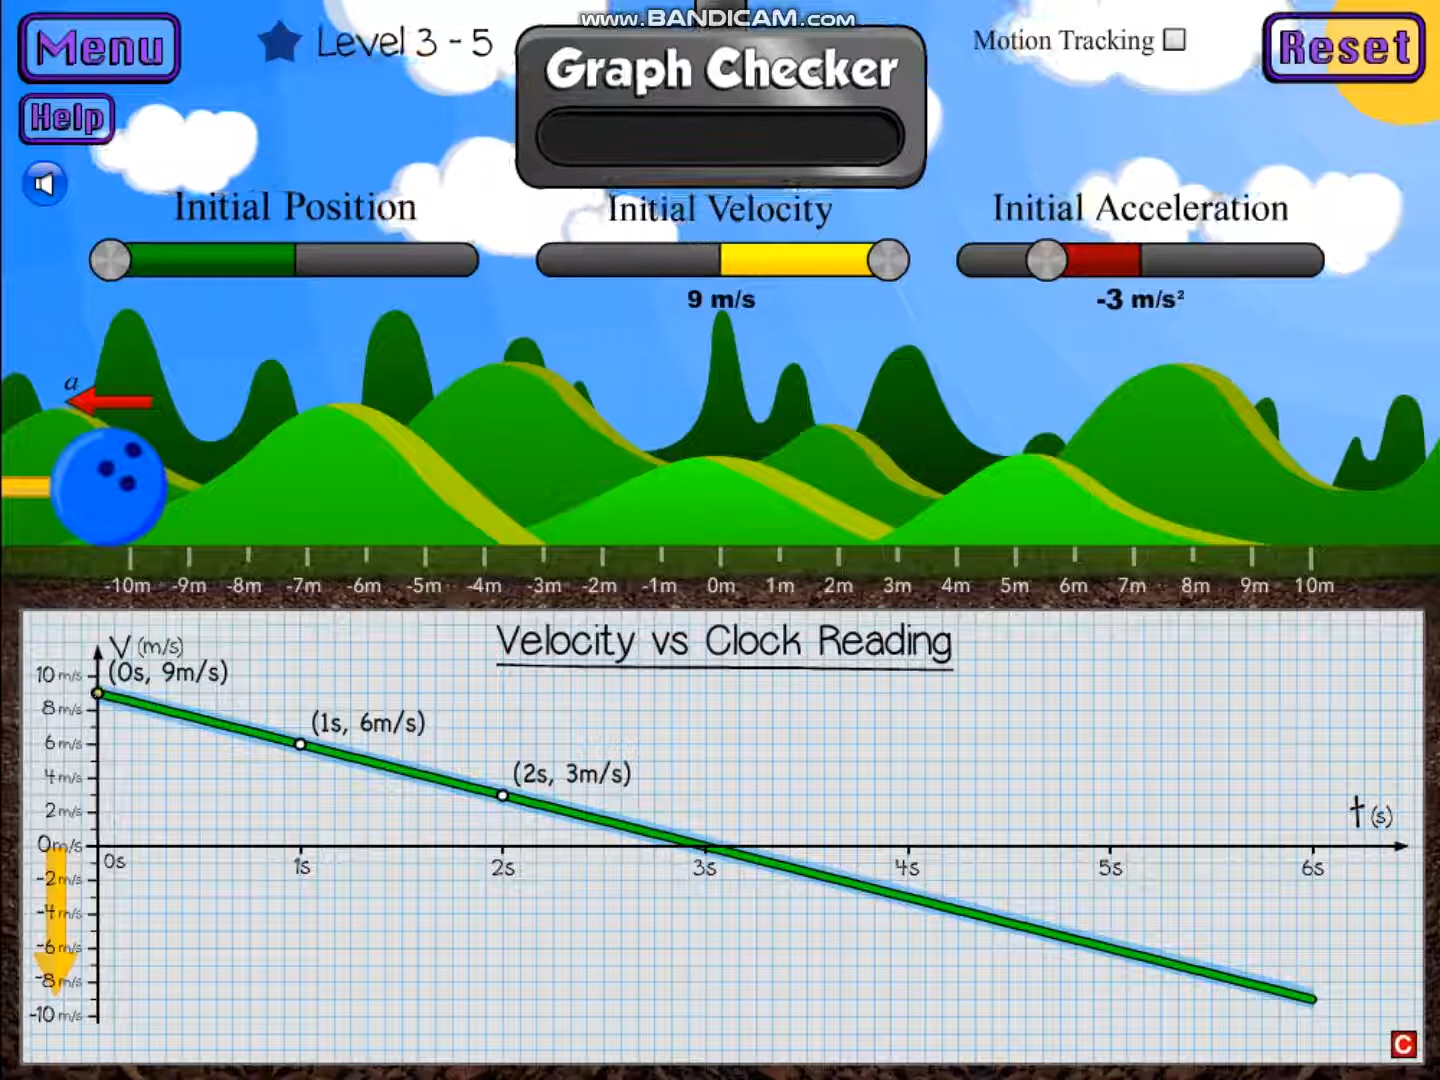 www.BANDICAM.com
Menu
Level 3 - 5
Graph Checker
Motion Tracking
Reset
Help
Initial Position
Initial Velocity
Initial Acceleration
9 m/s
-3 m/s²
a
-10m -9m -8m -7m -6m -5m -4m -3m -2m -1m 0m 1m 2m 3m 4m 5m 6m 7m 8m 9m 10m
Velocity vs Clock Reading
V (m/s)
(0s, 9m/s)
10 m/s
8 m/s
(1s, 6m/s)
6 m/s
(2s, 3m/s)
4 m/s
2 m/s
t (s)
0 m/s
0s 1s 2s 3s 4s 5s 6s
-2 m/s
-4 m/s
-6 m/s
-8 m/s
-10 m/s
C